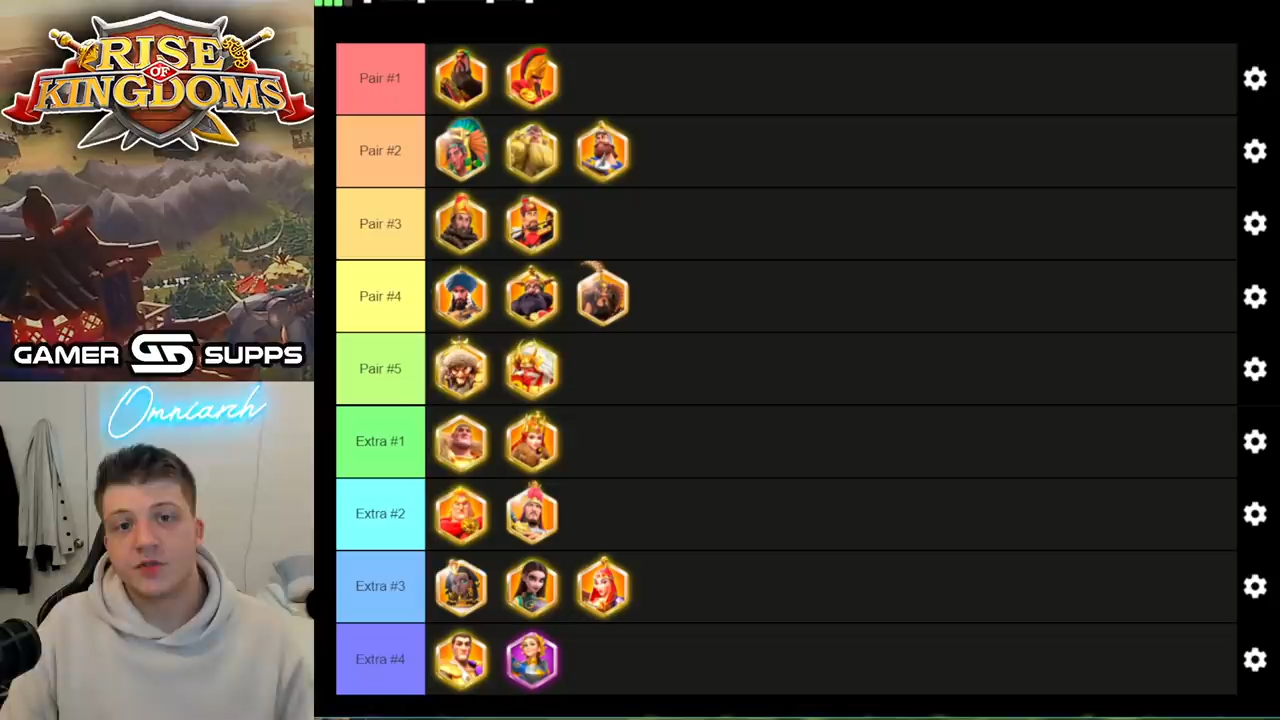 RISE
OF
KINGDOMS
GAMER GS SUPPS
Omniarch
Pair #1
Pair #2
Pair #3
Pair #4
Pair #5
Extra #1
Extra #2
Extra #3
Extra #4